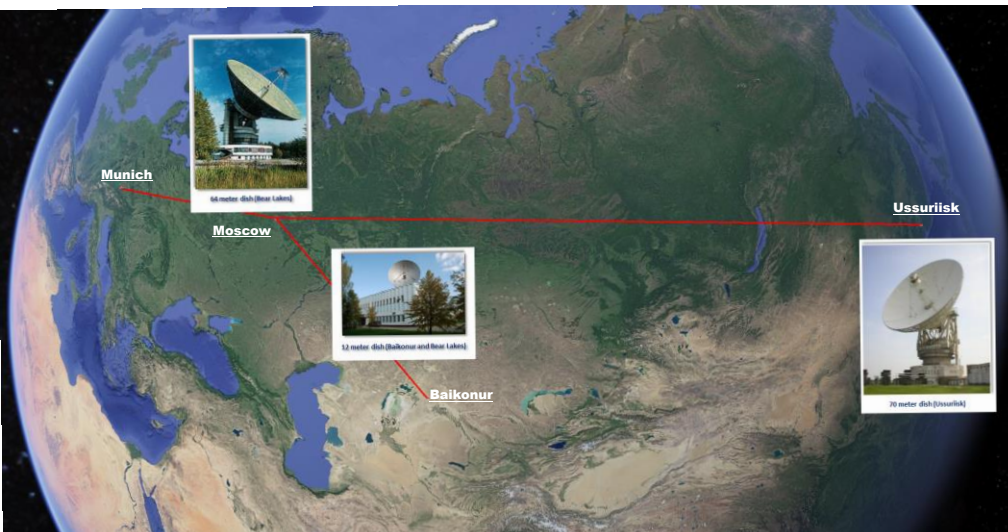 Munich
64 meter dish (Bear Lakes)
Moscow
Ussuriisk
12 meter dish (Baikonur and Bear Lakes)
Baikonur
70 meter dish (Ussuriisk)